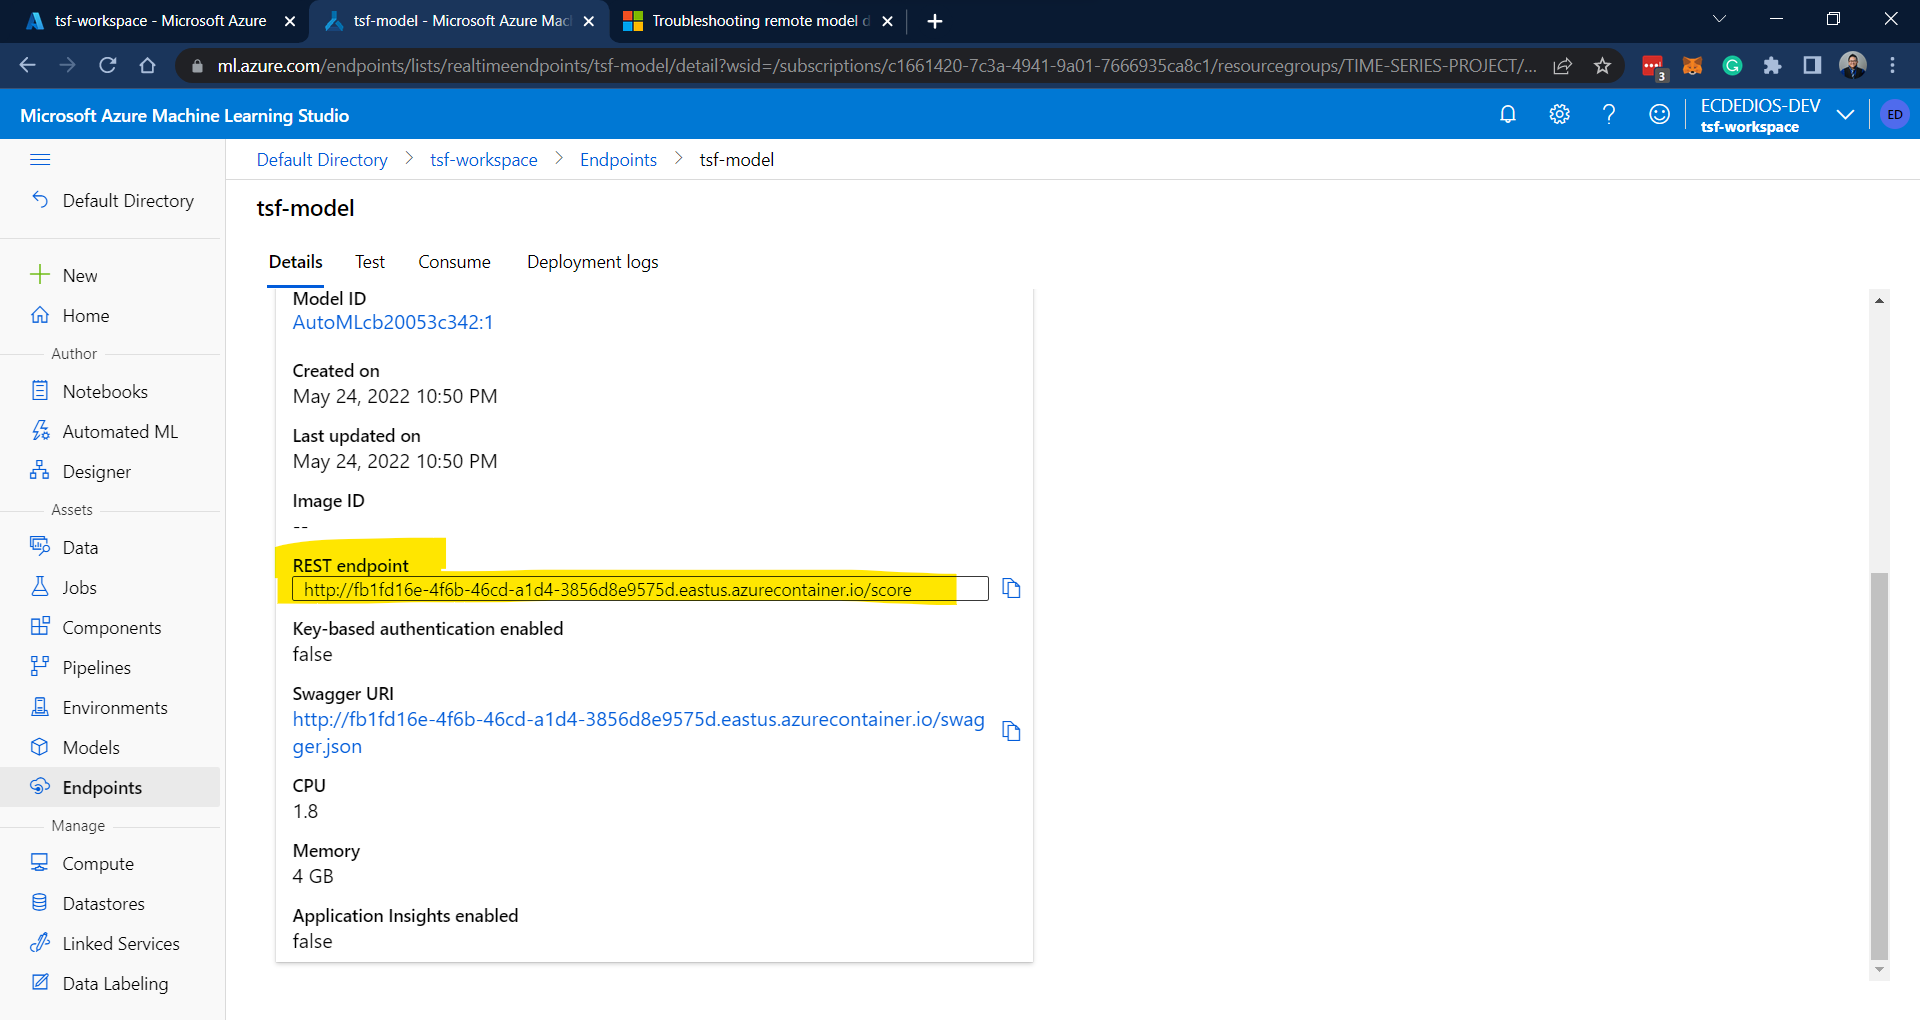 tsf-workspace - Microsoft Azure
tsf-model - Microsoft Azure Mac
Troubleshooting remote model d
ml.azure.com/endpoints/lists/realtimeendpoints/tsf-model/detail?wsid=/subscriptions/c1661420-7c3a-4941-9a01-7666935ca8c1/resourcegroups/TIME-SERIES-PROJECT/...
3
Microsoft Azure Machine Learning Studio
ECDEDIOS-DEV
tsf-workspace
ED
Default Directory
New
Home
Author
Notebooks
Automated ML
Designer
Assets
Data
Jobs
Components
Pipelines
Environments
Models
Endpoints
Manage
Compute
Datastores
Linked Services
Data Labeling
Default Directory > tsf-workspace > Endpoints > tsf-model
tsf-model
Details Test Consume Deployment logs
Model ID
AutoMLcb20053c342:1
Created on
May 24, 2022 10:50 PM
Last updated on
May 24, 2022 10:50 PM
Image ID
--
REST endpoint
http://fb1fd16e-4f6b-46cd-a1d4-3856d8e9575d.eastus.azurecontainer.io/score
Key-based authentication enabled
false
Swagger URI
http://fb1fd16e-4f6b-46cd-a1d4-3856d8e9575d.eastus.azurecontainer.io/swag
ger.json
CPU
1.8
Memory
4 GB
Application Insights enabled
false